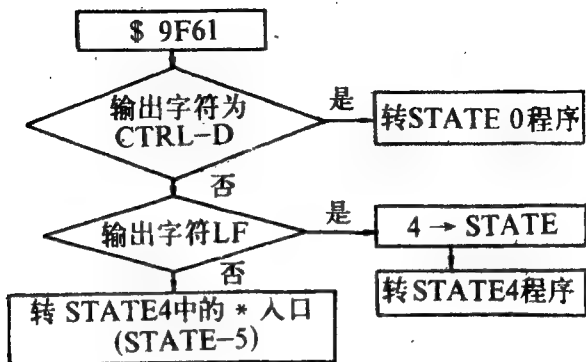 $ 9F61
输出字符为
CTRL-D
是
转STATE 0程序
否
输出字符LF
是
4 → STATE
否
转STATE4程序
转 STATE4中的 * 入口
(STATE-5)